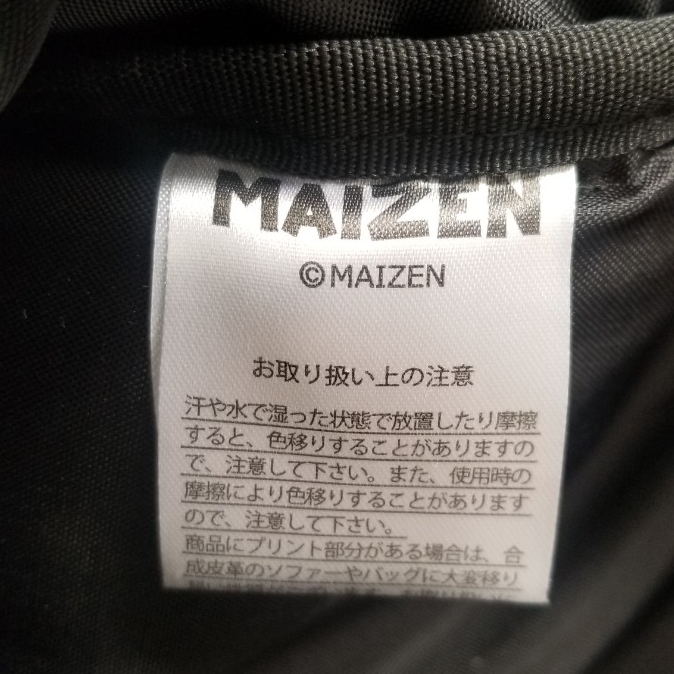 MAIZEN
©MAIZEN
お取り扱い上の注意
汗や水で湿った状態で放置したり摩擦
すると、色移りすることがありますの
で、注意して下さい。また、使用時の
摩擦により色移りすることがあります
ので、注意して下さい。
商品にプリント部分がある場合は、合
成皮革のソファーやバッグに大変移り